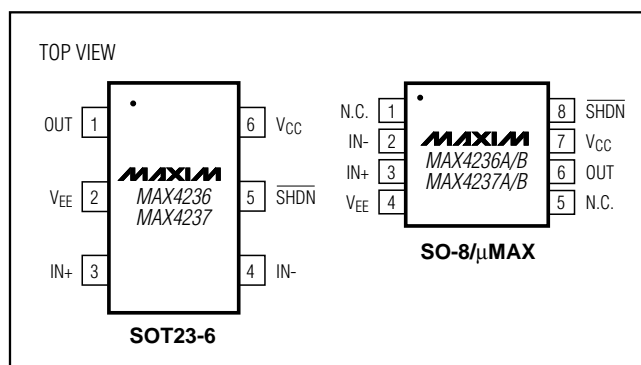 TOP VIEW
OUT 1
6 VCC
VEE 2
5 SHDN
IN+ 3
4 IN-
MAXIM
MAX4236
MAX4237
SOT23-6
N.C. 1
8 SHDN
IN- 2
7 VCC
IN+ 3
6 OUT
VEE 4
5 N.C.
MAXIM
MAX4236A/B
MAX4237A/B
SO-8/μMAX